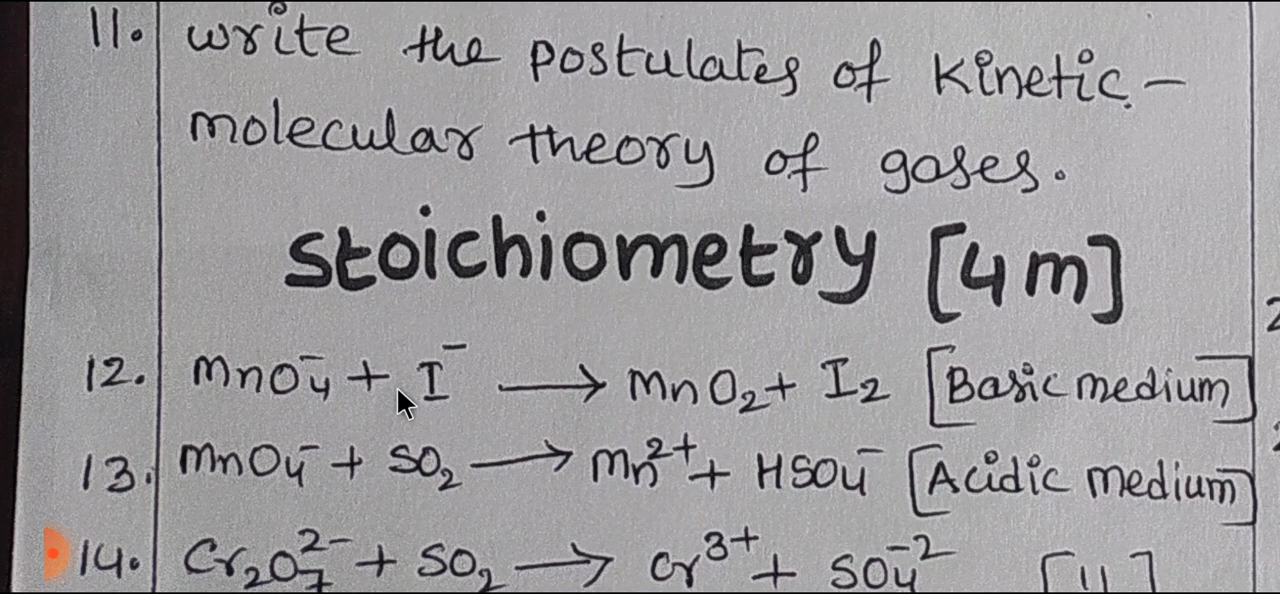 11. write the postulates of Kinetic -
molecular theory of gases.
stoichiometry [4m]
12. MnO₄⁻ + I⁻ → MnO₂ + I₂ [Basic medium]
13. MnO₄⁻ + SO₂ → Mn²⁺ + HSO₄⁻ [Acidic medium]
14. Cr₂O₇²⁻ + SO₂ → Cr³⁺ + SO₄⁻² [11]